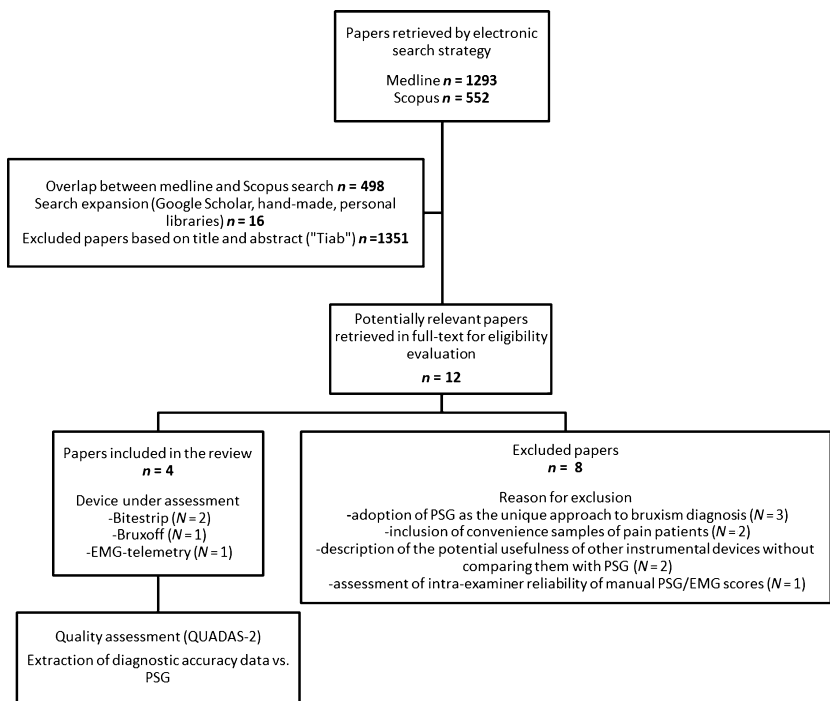 Papers retrieved by electronic
search strategy
Medline n = 1293
Scopus n = 552
Overlap between medline and Scopus search n = 498
Search expansion (Google Scholar, hand-made, personal
libraries) n = 16
Excluded papers based on title and abstract ("Tiab") n =1351
Potentially relevant papers
retrieved in full-text for eligibility
evaluation
n = 12
Papers included in the review
n = 4
Device under assessment
-Bitestrip (N = 2)
-Bruxoff (N = 1)
-EMG-telemetry (N = 1)
Excluded papers
n = 8
Reason for exclusion
-adoption of PSG as the unique approach to bruxism diagnosis (N = 3)
-inclusion of convenience samples of pain patients (N = 2)
-description of the potential usefulness of other instrumental devices without
comparing them with PSG (N = 2)
-assessment of intra-examiner reliability of manual PSG/EMG scores (N = 1)
Quality assessment (QUADAS-2)
Extraction of diagnostic accuracy data vs.
PSG